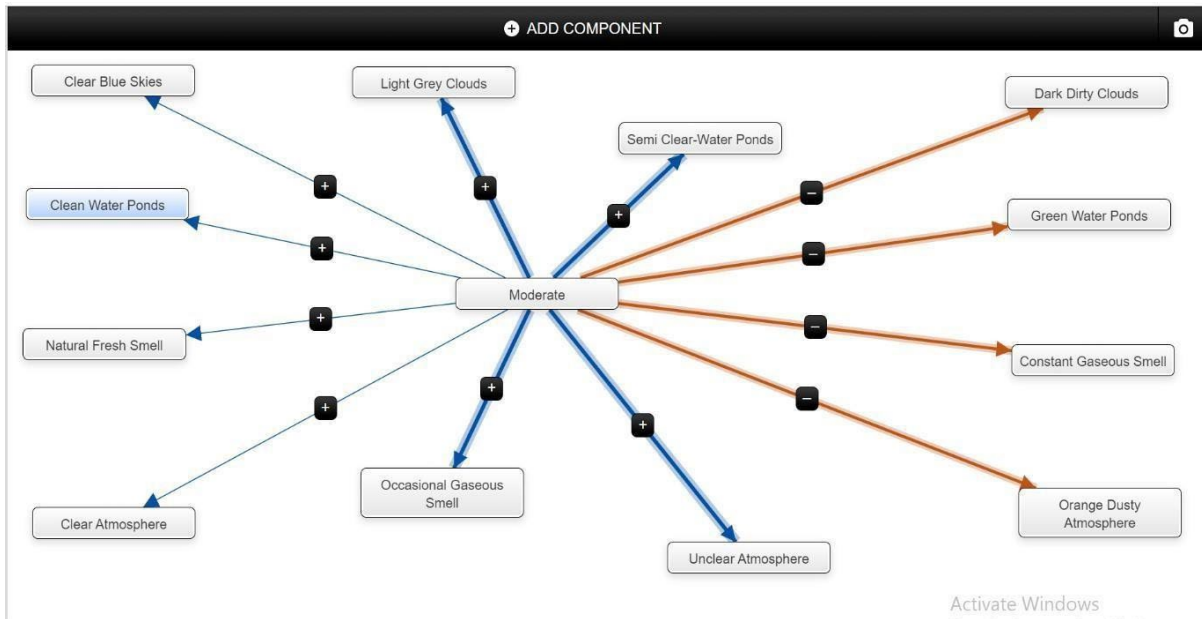 ADD COMPONENT
Clear Blue Skies
Light Grey Clouds
Dark Dirty Clouds
Semi Clear-Water Ponds
Clean Water Ponds
Green Water Ponds
Moderate
Natural Fresh Smell
Constant Gaseous Smell
Occasional Gaseous
Smell
Clear Atmosphere
Orange Dusty
Atmosphere
Unclear Atmosphere
Activate Windows